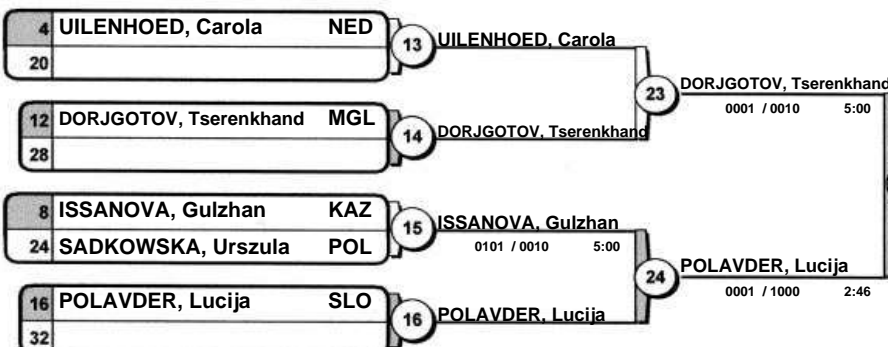 4 UILENHOED, Carola NED
20
13 UILENHOED, Carola
12 DORJGOTOV, Tserenkhand MGL
28
14 DORJGOTOV, Tserenkhand
23 DORJGOTOV, Tserenkhand
0001 / 0010 5:00
8 ISSANOVA, Gulzhan KAZ
24 SADKOWSKA, Urszula POL
15 ISSANOVA, Gulzhan
0101 / 0010 5:00
16 POLAVDER, Lucija SLO
32
16 POLAVDER, Lucija
24 POLAVDER, Lucija
0001 / 1000 2:46